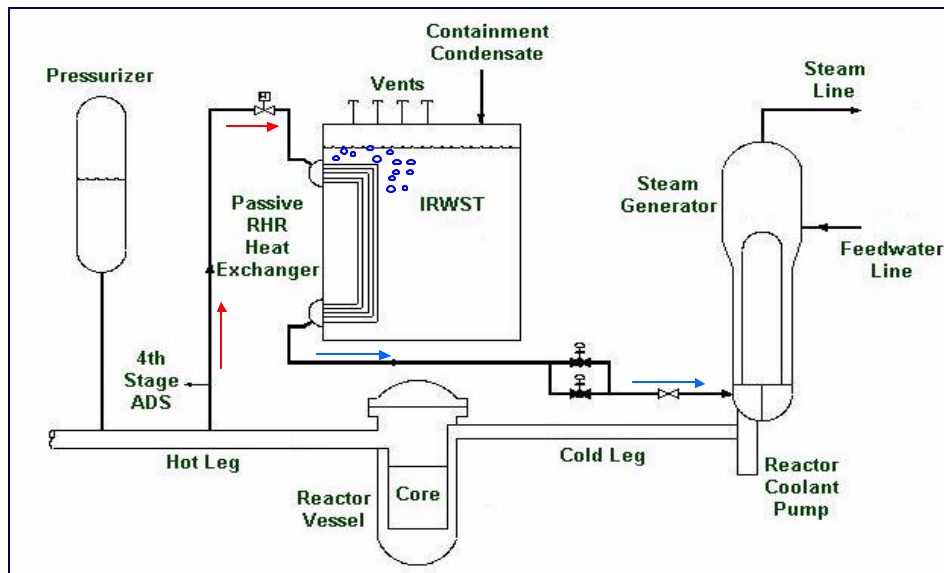 Containment
Condensate
Pressurizer
Vents
Steam
Line
IRWST
Passive
RHR
Heat
Exchanger
Steam
Generator
Feedwater
Line
4th
Stage
ADS
Hot Leg
Cold Leg
Core
Reactor
Vessel
Reactor
Coolant
Pump